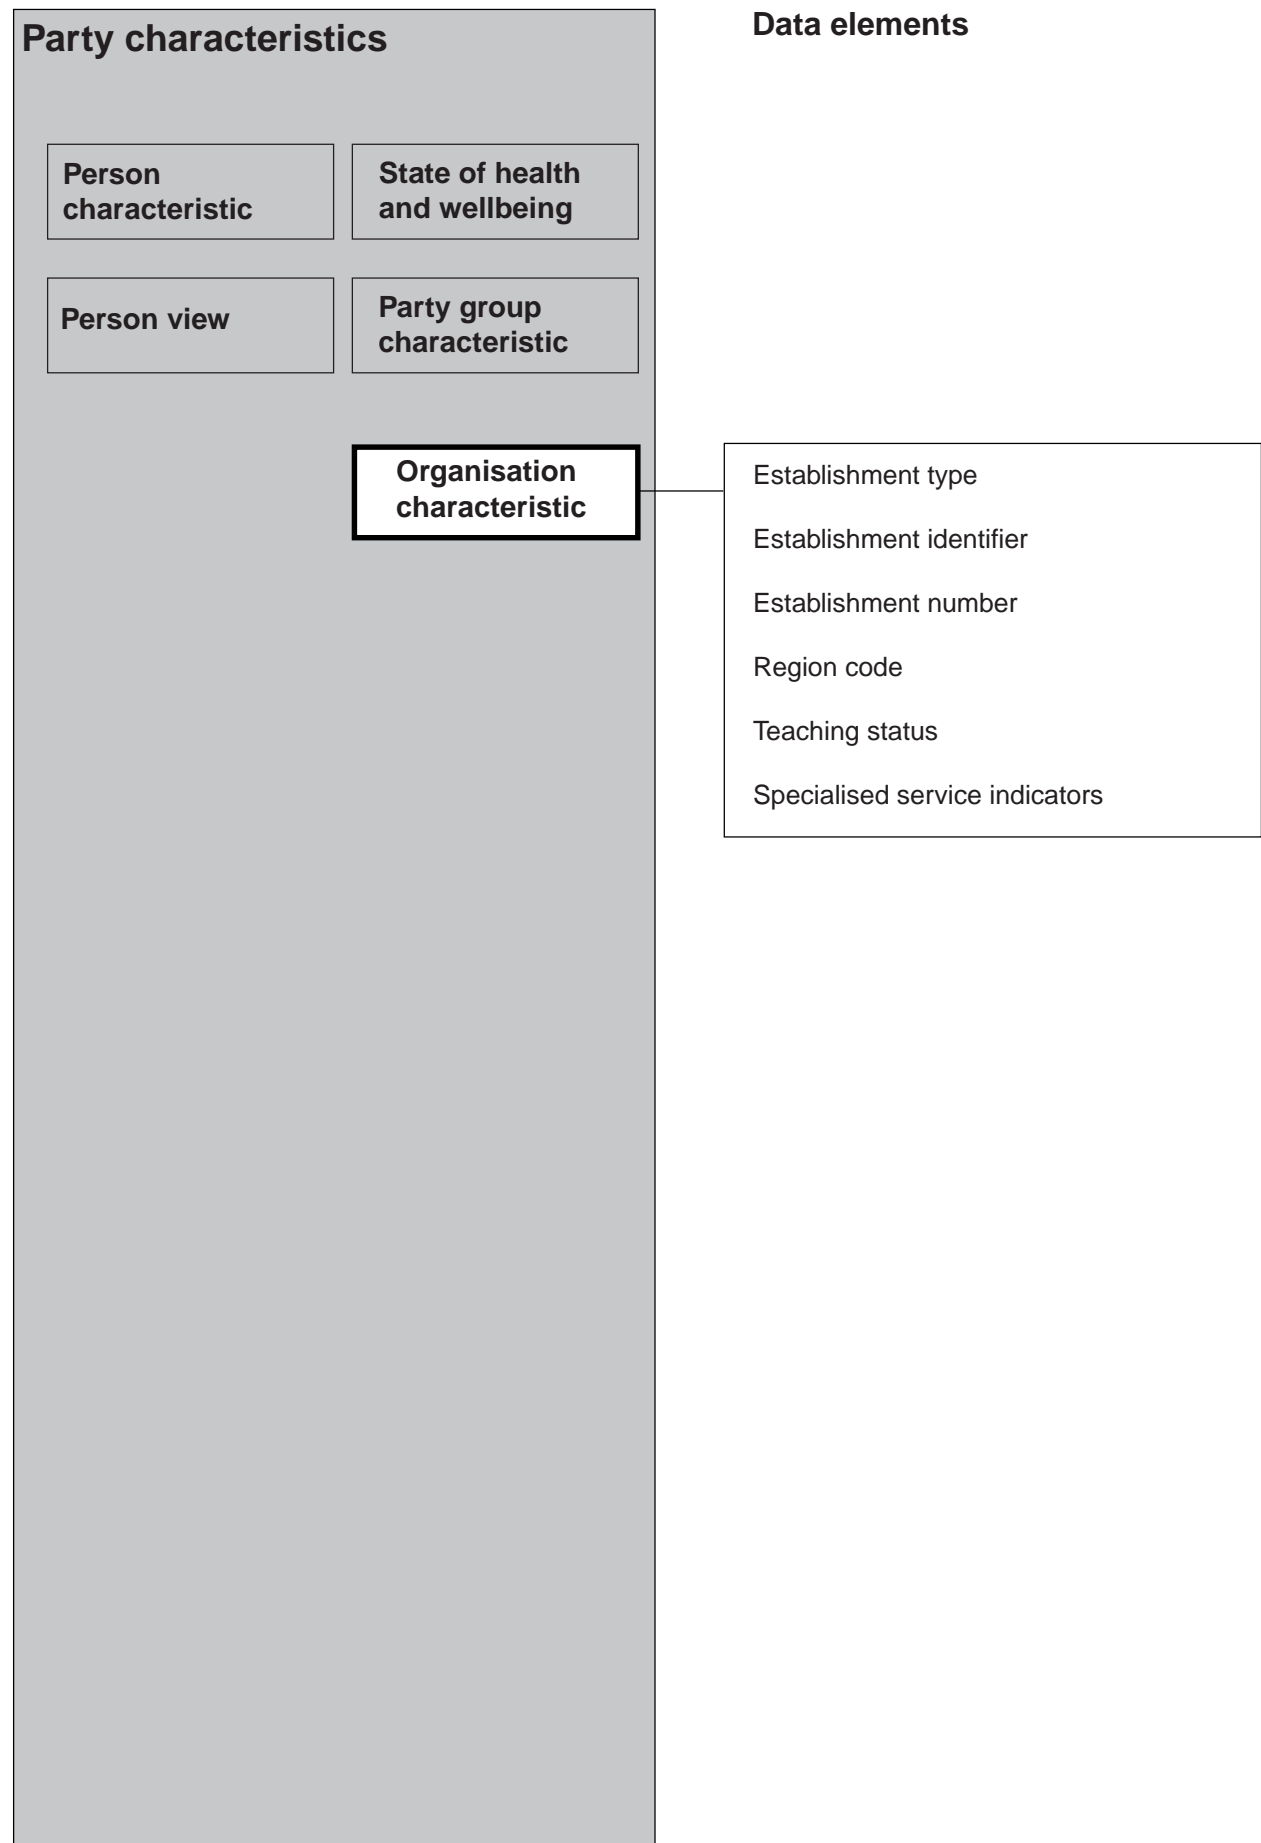 Party characteristics
Data elements
Person
characteristic
State of health
and wellbeing
Person view
Party group
characteristic
Organisation
characteristic
Establishment type
Establishment identifier
Establishment number
Region code
Teaching status
Specialised service indicators